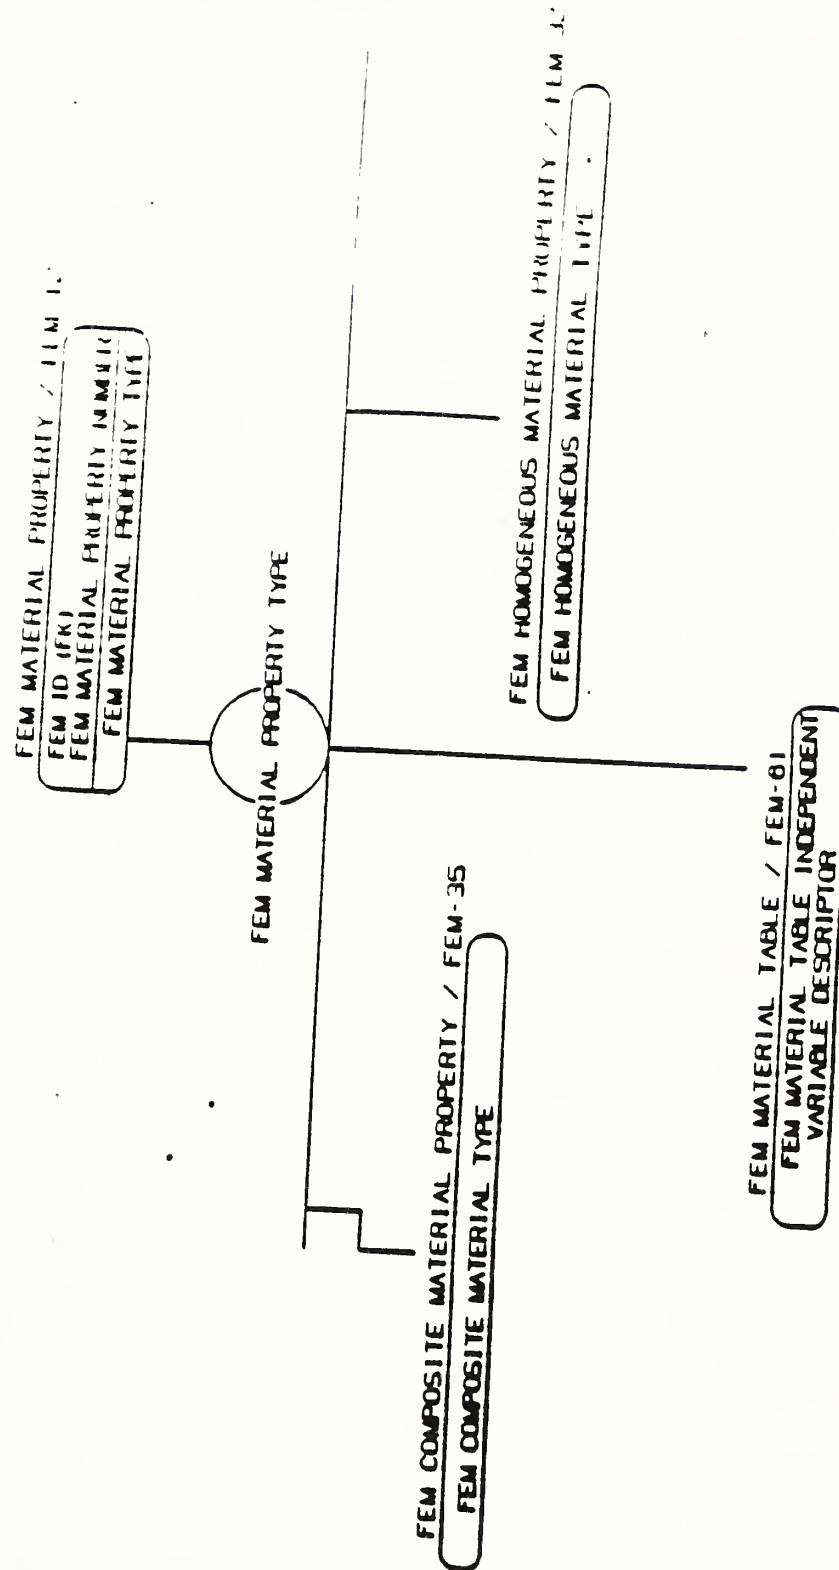 FEM MATERIAL PROPERTY /
FEM ID (FK)
FEM MATERIAL PROPERTY NUMBER
FEM MATERIAL PROPERTY TYPE
FEM MATERIAL PROPERTY TYPE
FEM COMPOSITE MATERIAL PROPERTY / FEM-35
FEM COMPOSITE MATERIAL TYPE
FEM HOMOGENEOUS MATERIAL PROPERTY /
FEM HOMOGENEOUS MATERIAL TYPE
FEM MATERIAL TABLE / FEM-81
FEM MATERIAL TABLE INDEPENDENT
VARIABLE DESCRIPTOR